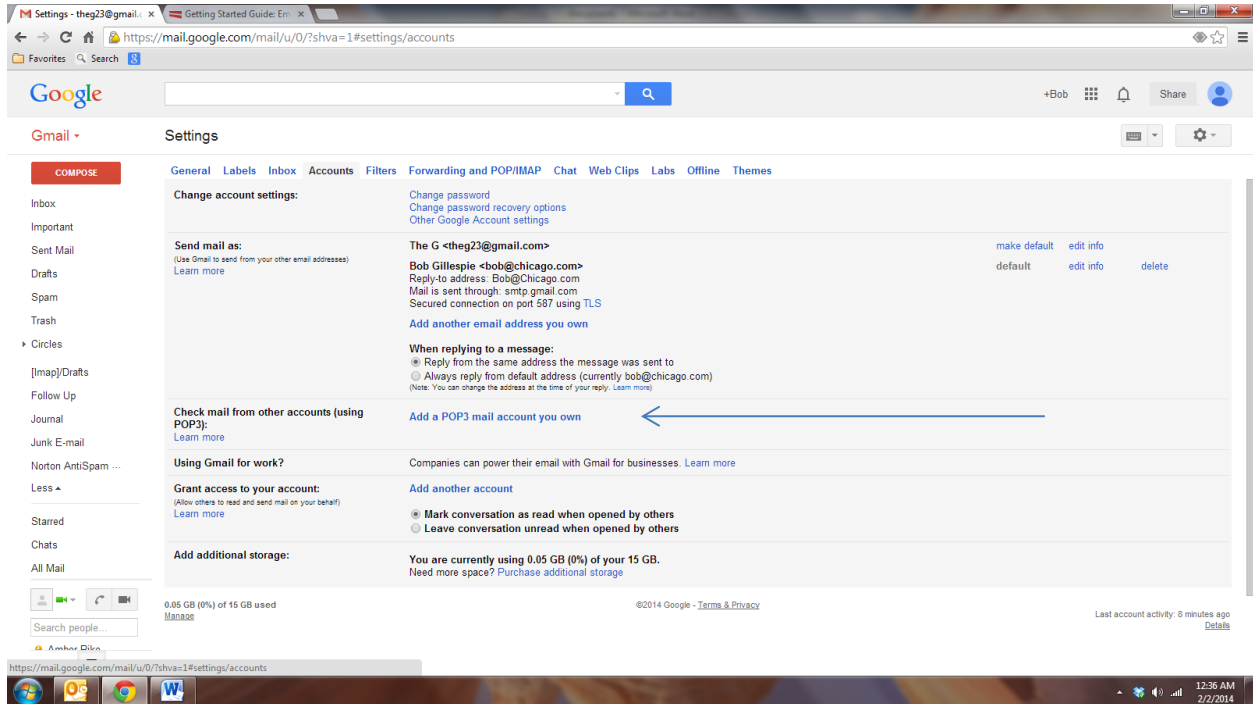 Settings - theg23@gmail.c
Getting Started Guide: Em
https://mail.google.com/mail/u/0/?shva=1#settings/accounts
Favorites Search 8
Google
+Bob Share
Gmail
Settings
COMPOSE
General Labels Inbox Accounts Filters Forwarding and POP/IMAP Chat Web Clips Labs Offline Themes
Inbox
Important
Sent Mail
Drafts
Spam
Trash
Circles
[Imap]/Drafts
Follow Up
Journal
Junk E-mail
Norton AntiSpam ...
Less
Starred
Chats
All Mail
Search people...
Amber Pike
Change account settings:
Change password
Change password recovery options
Other Google Account settings
Send mail as:
(Use Gmail to send from your other email addresses)
Learn more
The G <theg23@gmail.com>
make default edit info
Bob Gillespie <bob@chicago.com>
default edit info delete
Reply-to address: Bob@Chicago.com
Mail is sent through: smtp.gmail.com
Secured connection on port 587 using TLS
Add another email address you own
When replying to a message:
Reply from the same address the message was sent to
Always reply from default address (currently bob@chicago.com)
(Note: You can change the address at the time of your reply. Learn more)
Check mail from other accounts (using
POP3):
Learn more
Add a POP3 mail account you own
Using Gmail for work?
Companies can power their email with Gmail for businesses. Learn more
Grant access to your account:
(Allow others to read and send mail on your behalf)
Learn more
Add another account
Mark conversation as read when opened by others
Leave conversation unread when opened by others
Add additional storage:
You are currently using 0.05 GB (0%) of your 15 GB.
Need more space? Purchase additional storage
0.05 GB (0%) of 15 GB used
Manage
©2014 Google - Terms & Privacy
Last account activity: 8 minutes ago
Details
https://mail.google.com/mail/u/0/?shva=1#settings/accounts
12:36 AM
2/2/2014